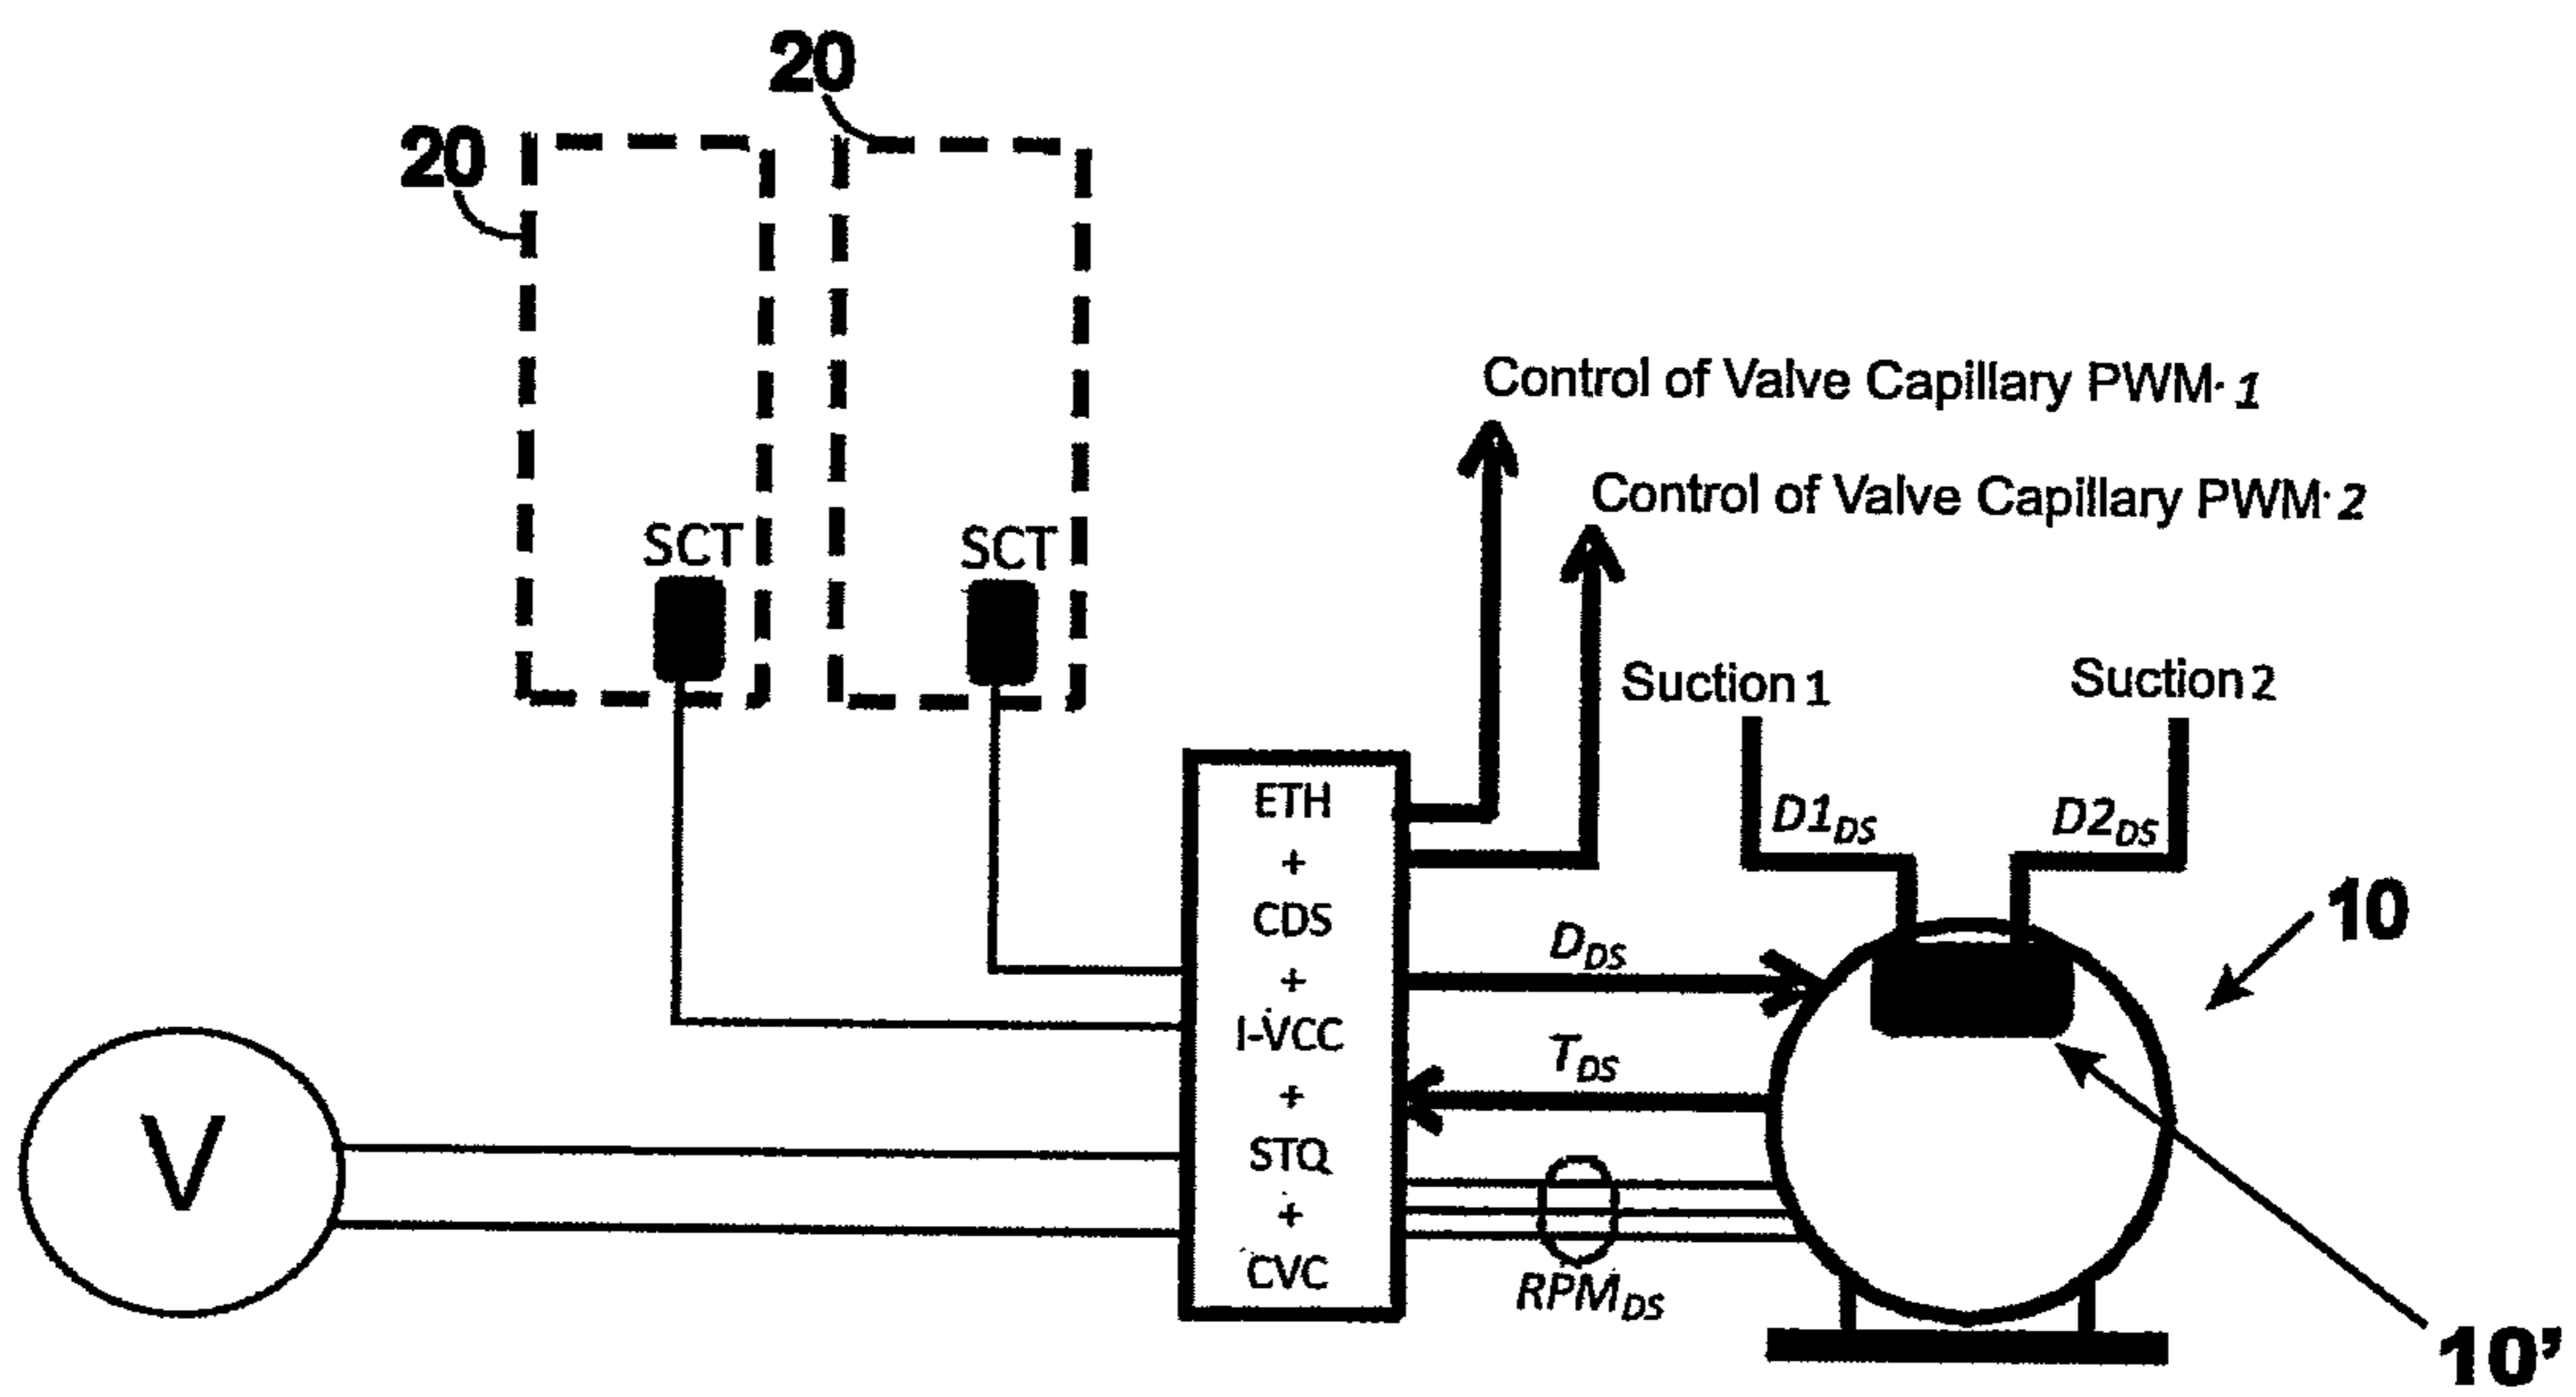 20
20
Control of Valve Capillary PWM· 1
Control of Valve Capillary PWM· 2
SCT
SCT
Suction 1
Suction 2
ETH
+
CDS
+
I-VCC
+
STQ
+
CVC
D1DS
D2DS
10
DDS
TDS
V
RPMDS
10'